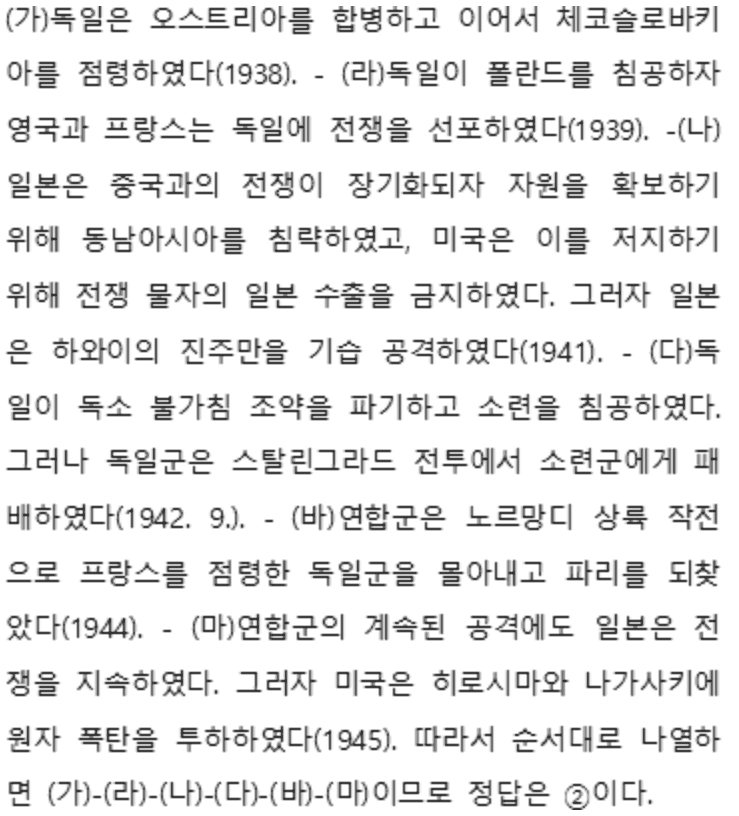 (가)독일은 오스트리아를 합병하고 이어서 체코슬로바키
아를 점령하였다(1938). - (라)독일이 폴란드를 침공하자
영국과 프랑스는 독일에 전쟁을 선포하였다(1939). -(나)
일본은 중국과의 전쟁이 장기화되자 자원을 확보하기
위해 동남아시아를 침략하였고, 미국은 이를 저지하기
위해 전쟁 물자의 일본 수출을 금지하였다. 그러자 일본
은 하와이의 진주만을 기습 공격하였다(1941). - (다)독
일이 독소 불가침 조약을 파기하고 소련을 침공하였다.
그러나 독일군은 스탈린그라드 전투에서 소련군에게 패
배하였다(1942. 9.). - (바)연합군은 노르망디 상륙 작전
으로 프랑스를 점령한 독일군을 몰아내고 파리를 되찾
았다(1944). - (마)연합군의 계속된 공격에도 일본은 전
쟁을 지속하였다. 그러자 미국은 히로시마와 나가사키에
원자 폭탄을 투하하였다(1945). 따라서 순서대로 나열하
면 (가)-(라)-(나)-(다)-(바)-(마)이므로 정답은 ②이다.